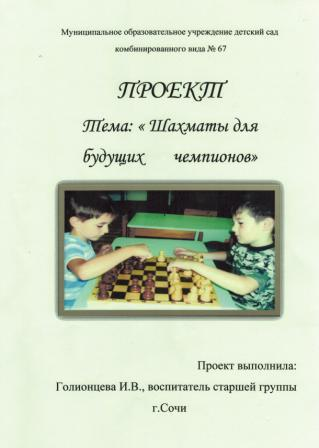 Муниципальное образовательное учреждение детский сад
комбинированного вида № 67
ПРОЕКТ
Тема: « Шахматы для
будущих чемпионов»
Проект выполнила:
Голионцева И.В., воспитатель старшей группы
г.Сочи